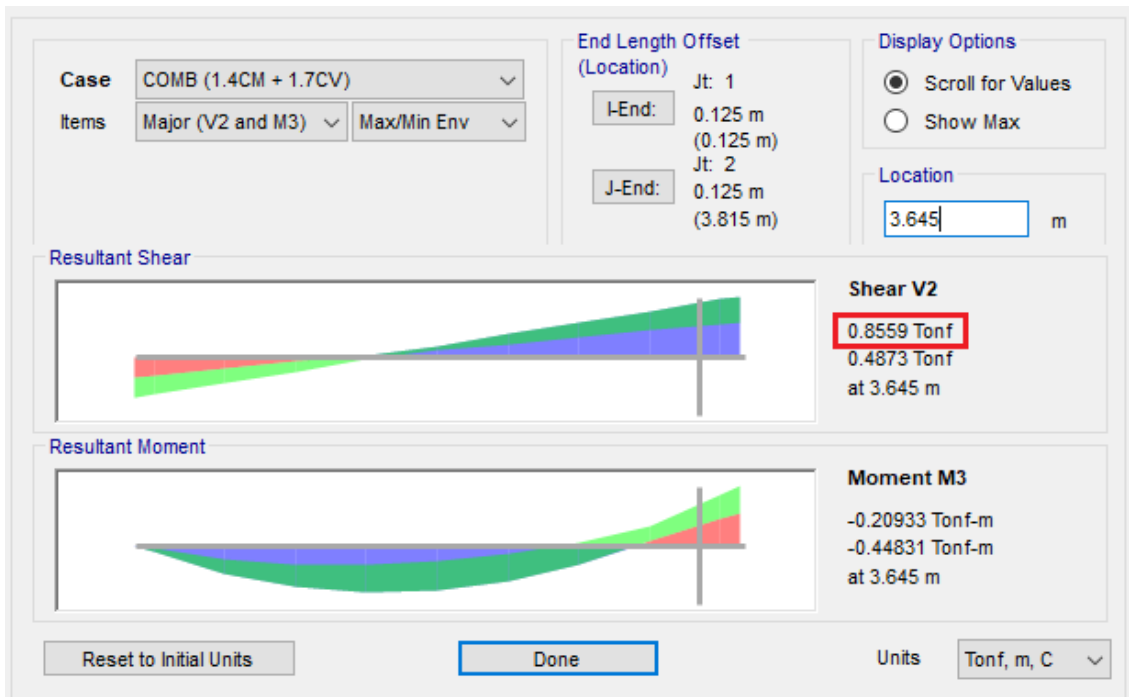 Case
COMB (1.4CM + 1.7CV)
Items
Major (V2 and M3)
Max/Min Env
End Length Offset
(Location)
I-End:
Jt: 1
0.125 m
(0.125 m)
J-End:
Jt: 2
0.125 m
(3.815 m)
Display Options
Scroll for Values
Show Max
Location
3.645 m
Resultant Shear
Shear V2
0.8559 Tonf
0.4873 Tonf
at 3.645 m
Resultant Moment
Moment M3
-0.20933 Tonf-m
-0.44831 Tonf-m
at 3.645 m
Reset to Initial Units
Done
Units
Tonf, m, C